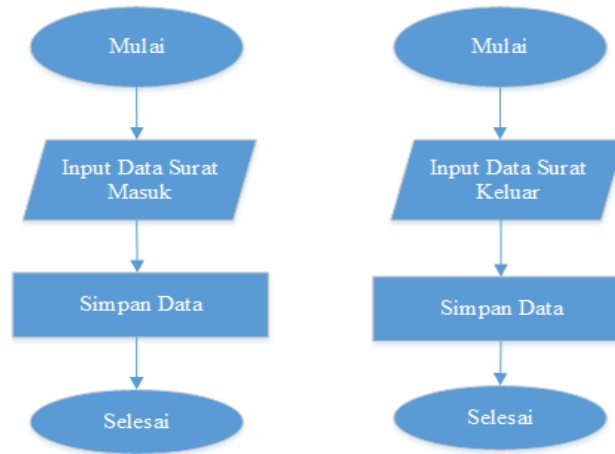 Mulai
Input Data Surat
Masuk
Simpan Data
Selesai
Mulai
Input Data Surat
Keluar
Simpan Data
Selesai